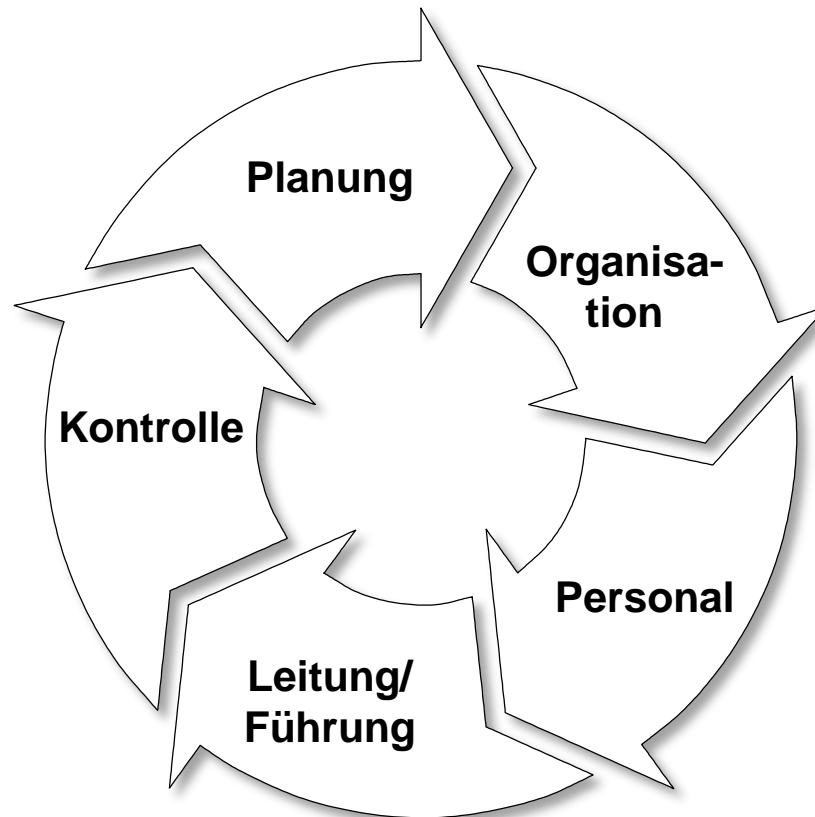 Planung
Organisa-
tion
Personal
Leitung/
Führung
Kontrolle